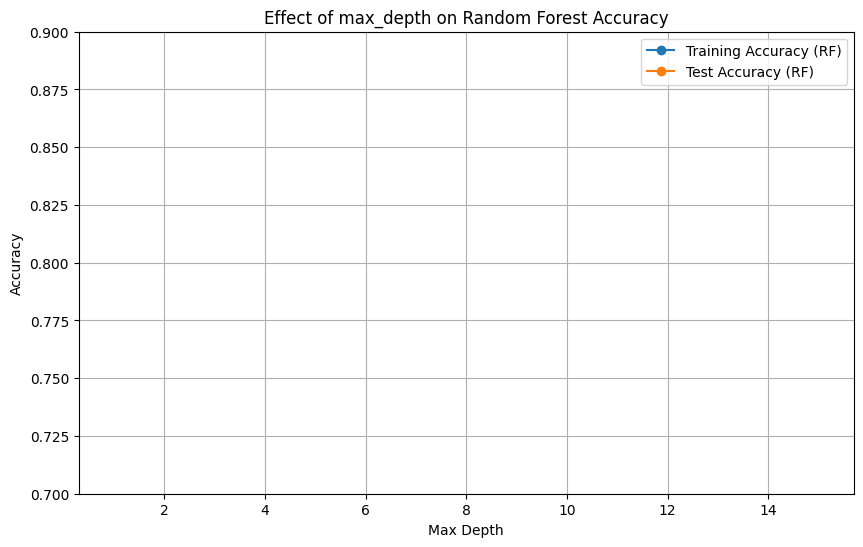 Effect of max_depth on Random Forest Accuracy
Training Accuracy (RF)
Test Accuracy (RF)
Accuracy
0.900
0.875
0.850
0.825
0.800
0.775
0.750
0.725
0.700
2 4 6 8 10 12 14
Max Depth